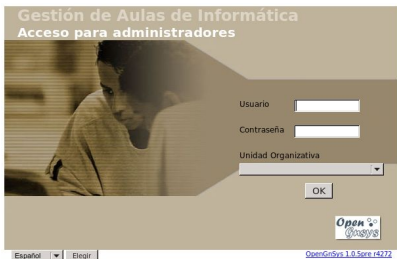 Gestión de Aulas de Informática
Acceso para administradores
Usuario
Contraseña
Unidad Organizativa
OK
Open
Gnsys
Español
Elegir
OpenGnSys 1.0.5pre r4272